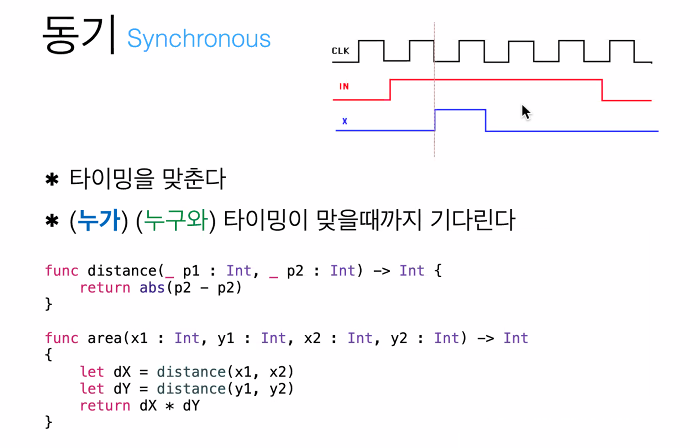 동기 Synchronous
CLK
IN
X
✱ 타이밍을 맞춘다
✱ (누가) (누구와) 타이밍이 맞을때까지 기다린다
func distance(_ p1 : Int, _ p2 : Int) -> Int {
    return abs(p2 - p2)
}
func area(x1 : Int, y1 : Int, x2 : Int, y2 : Int) -> Int
{
    let dX = distance(x1, x2)
    let dY = distance(y1, y2)
    return dX * dY
}